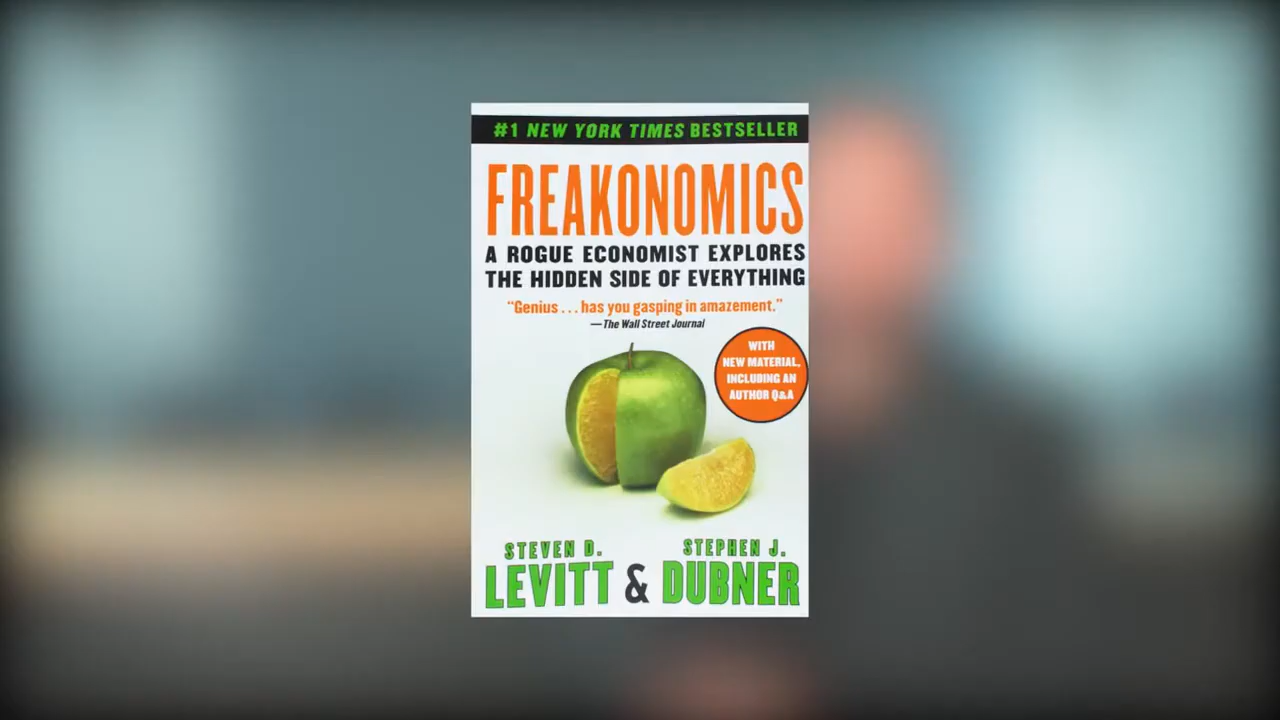 #1 NEW YORK TIMES BESTSELLER
FREAKONOMICS
A ROGUE ECONOMIST EXPLORES
THE HIDDEN SIDE OF EVERYTHING
“Genius . . . has you gasping in amazement.”
—The Wall Street Journal
WITH
NEW MATERIAL,
INCLUDING AN
AUTHOR Q&A
STEVEN D.
LEVITT &
STEPHEN J.
DUBNER